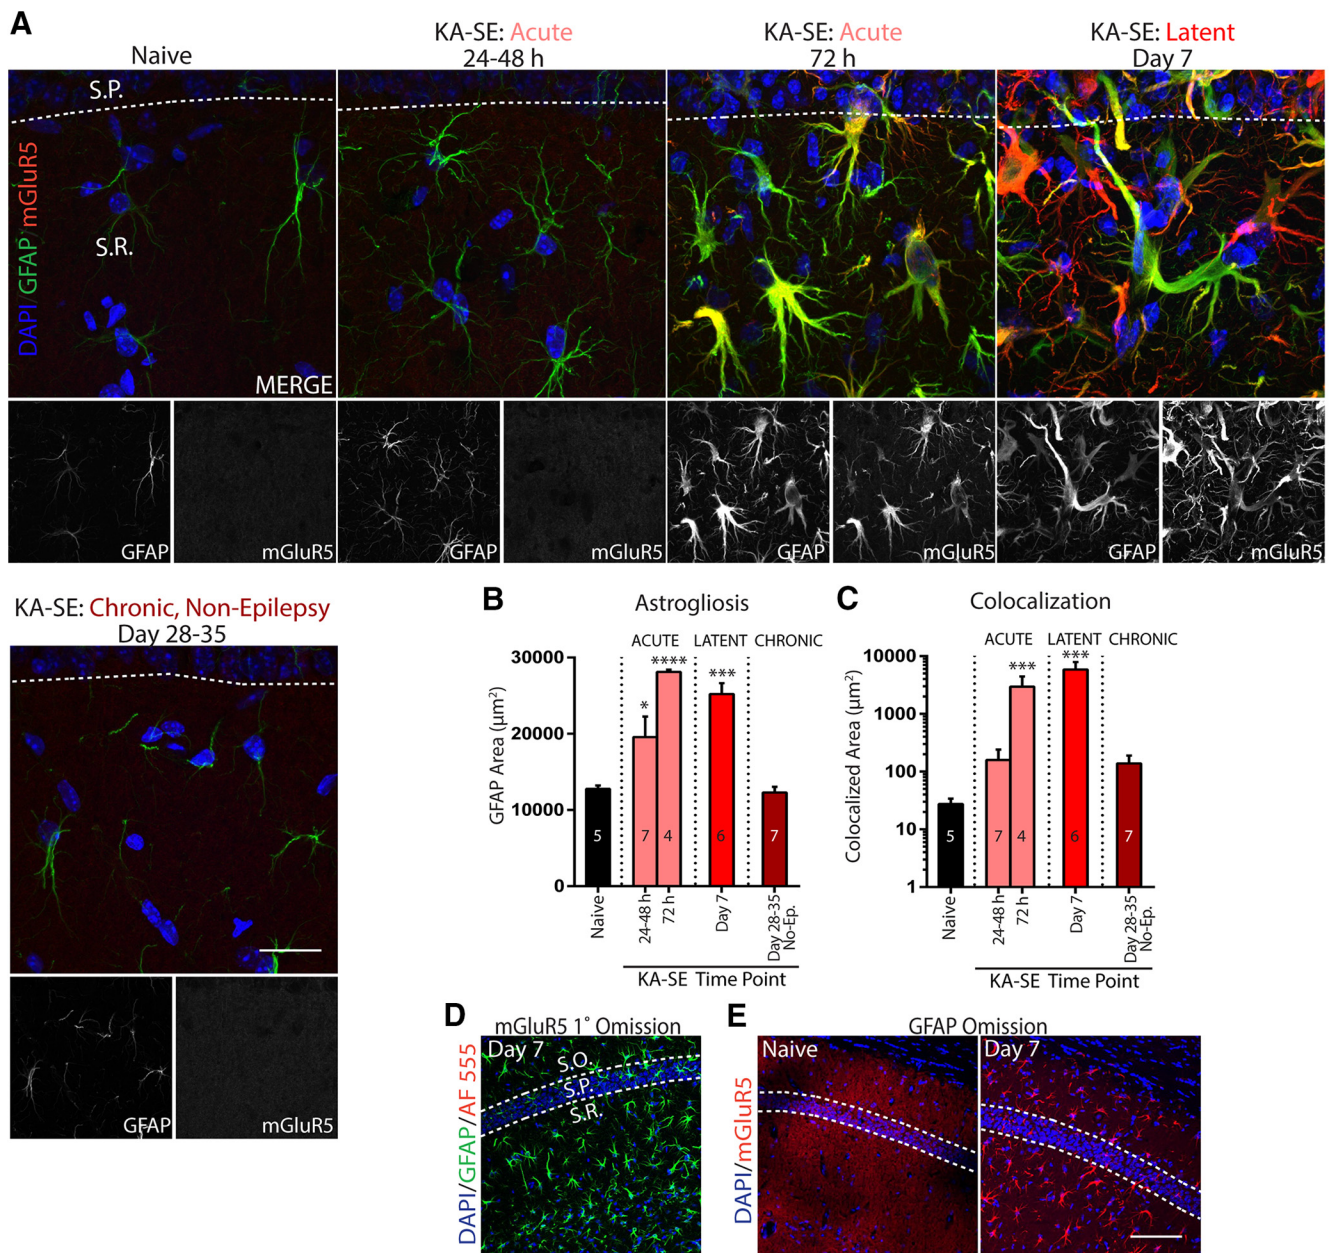 A
Naive
KA-SE: Acute
24-48 h
KA-SE: Acute
72 h
KA-SE: Latent
Day 7
DAPI/GFAP/mGluR5
S.P.
S.R.
MERGE
GFAP
mGluR5
GFAP
mGluR5
GFAP
mGluR5
GFAP
mGluR5
KA-SE: Chronic, Non-Epilepsy
Day 28-35
GFAP
mGluR5
B
Astrogliosis
ACUTE LATENT CHRONIC
GFAP Area (µm²)
30000
20000
10000
0
*
****
***
5
7
4
6
7
Naive
24-48 h
72 h
Day 7
Day 28-35
No-Ep.
KA-SE Time Point
C
Colocalization
ACUTE LATENT CHRONIC
Colocalized Area (µm²)
10000
1000
100
10
1
***
***
5
7
4
6
7
Naive
24-48 h
72 h
Day 7
Day 28-35
No-Ep.
KA-SE Time Point
D
mGluR5 1˚ Omission
DAPI/GFAP/AF 555
Day 7
S.O.
S.P.
S.R.
E
GFAP Omission
DAPI/mGluR5
Naive
Day 7